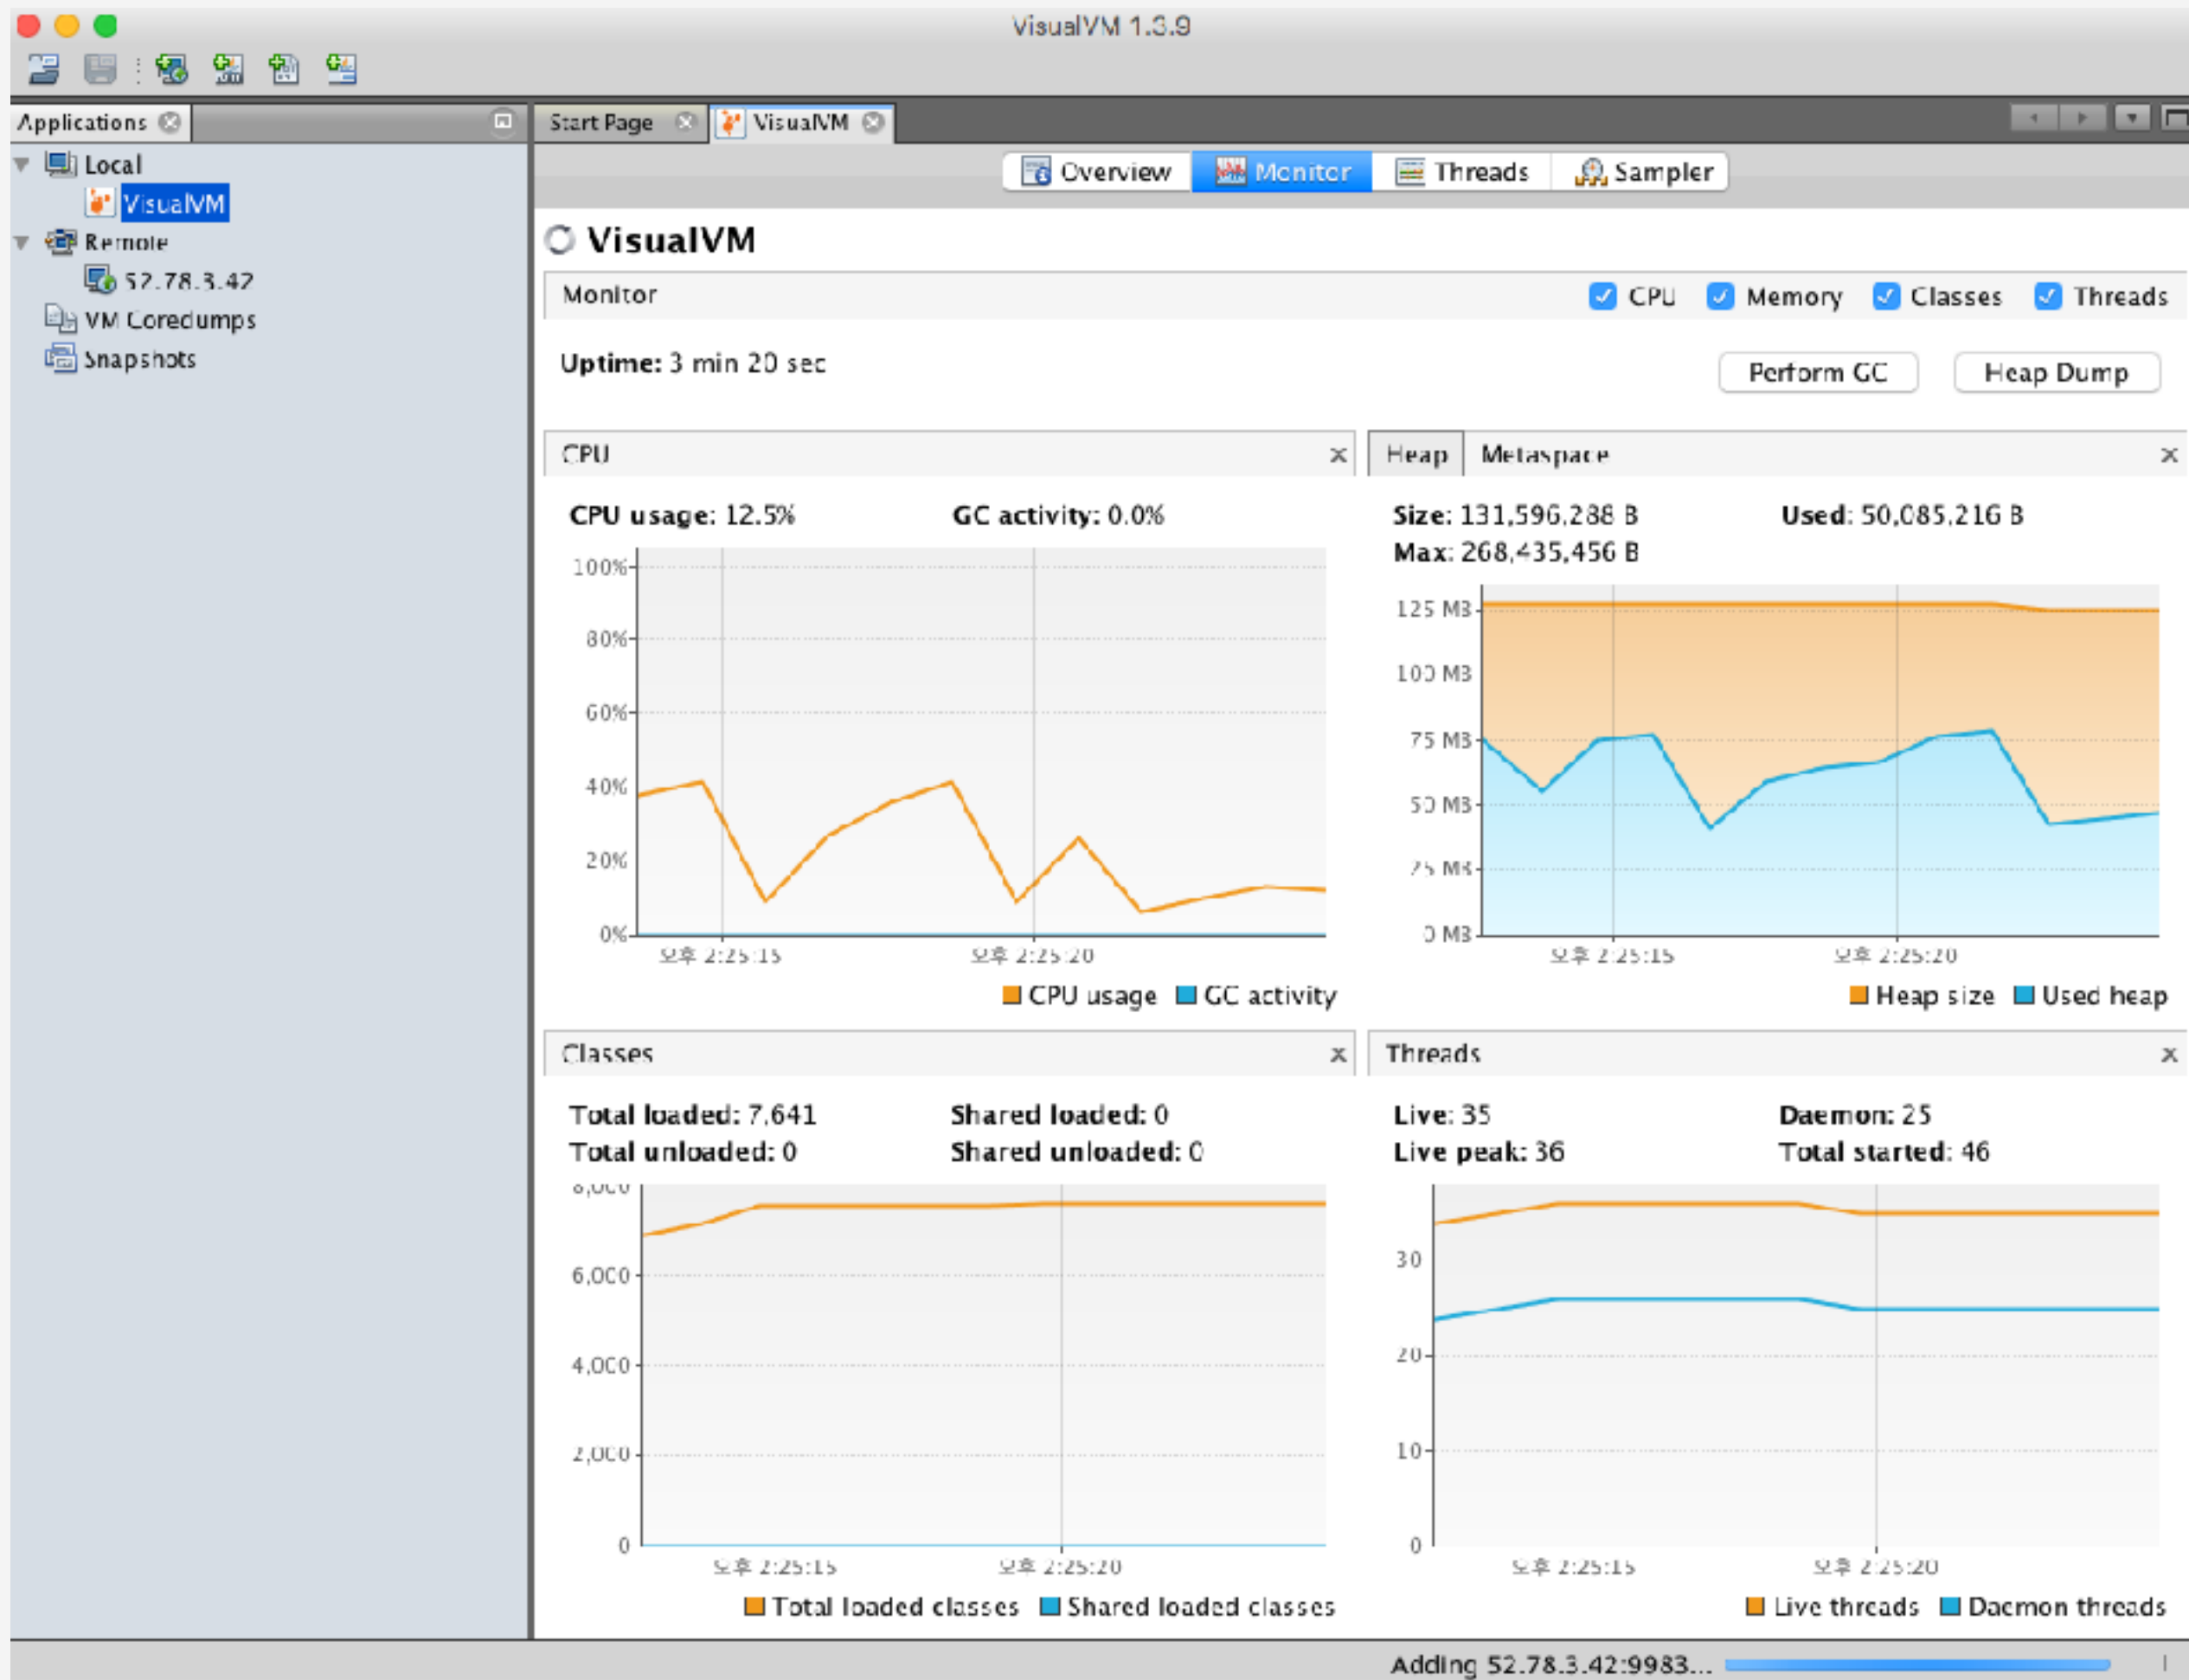 VisualVM 1.3.9
Applications
Start Page
VisualVM
Local
VisualVM
Remote
52.78.3.42
VM Coredumps
Snapshots
Overview
Monitor
Threads
Sampler
VisualVM
Monitor
CPU
Memory
Classes
Threads
Uptime: 3 min 20 sec
Perform GC
Heap Dump
CPU
CPU usage: 12.5%
GC activity: 0.0%
100%
80%
60%
40%
20%
0%
오후 2:25:15
오후 2:25:20
CPU usage
GC activity
Heap
Metaspace
Size: 131,596,288 B
Used: 50,085,216 B
Max: 268,435,456 B
125 MB
100 MB
75 MB
50 MB
25 MB
0 MB
오후 2:25:15
오후 2:25:20
Heap size
Used heap
Classes
Total loaded: 7,641
Shared loaded: 0
Total unloaded: 0
Shared unloaded: 0
8,000
6,000
4,000
2,000
0
오후 2:25:15
오후 2:25:20
Total loaded classes
Shared loaded classes
Threads
Live: 35
Daemon: 25
Live peak: 36
Total started: 46
30
20
10
0
오후 2:25:15
오후 2:25:20
Live threads
Daemon threads
Adding 52.78.3.42:9983...